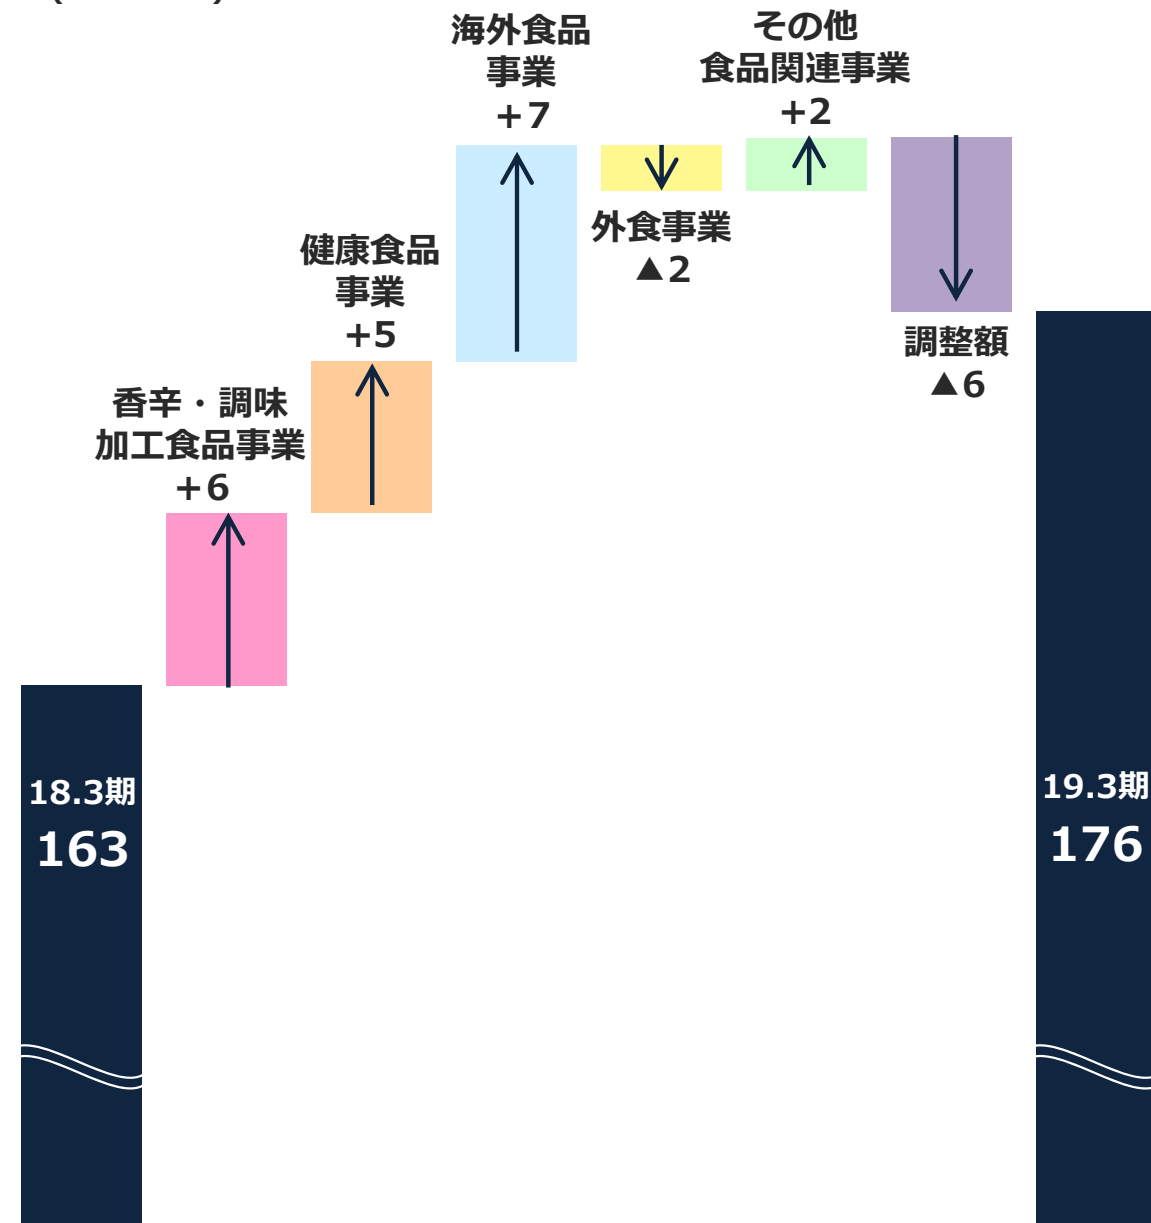 海外食品
事業
+7
その他
食品関連事業
+2
外食事業
▲2
健康食品
事業
+5
調整額
▲6
香辛・調味
加工食品事業
+6
18.3期
163
19.3期
176